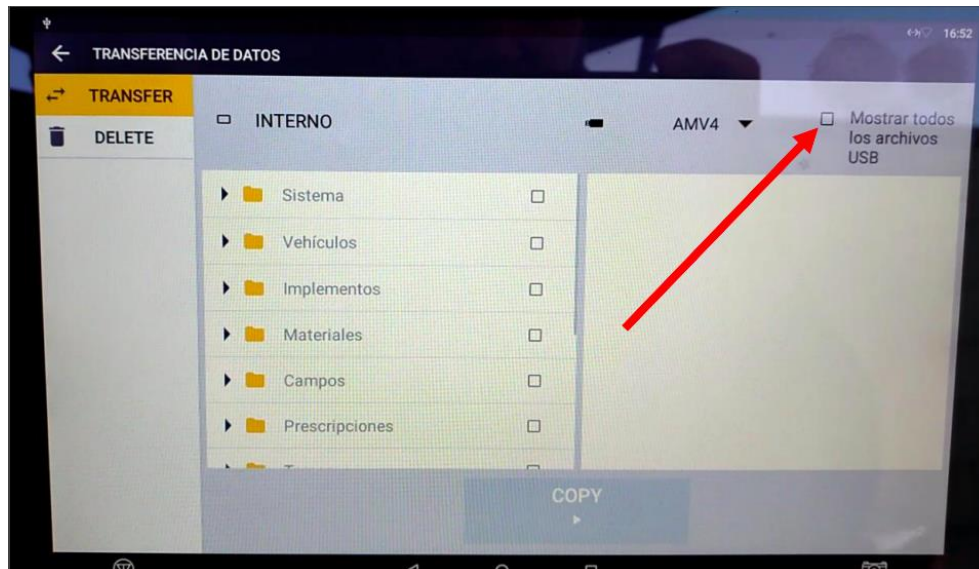 16:52
TRANSFERENCIA DE DATOS
TRANSFER
DELETE
INTERNO
AMV4
Mostrar todos
los archivos
USB
Sistema
Vehículos
Implementos
Materiales
Campos
Prescripciones
COPY